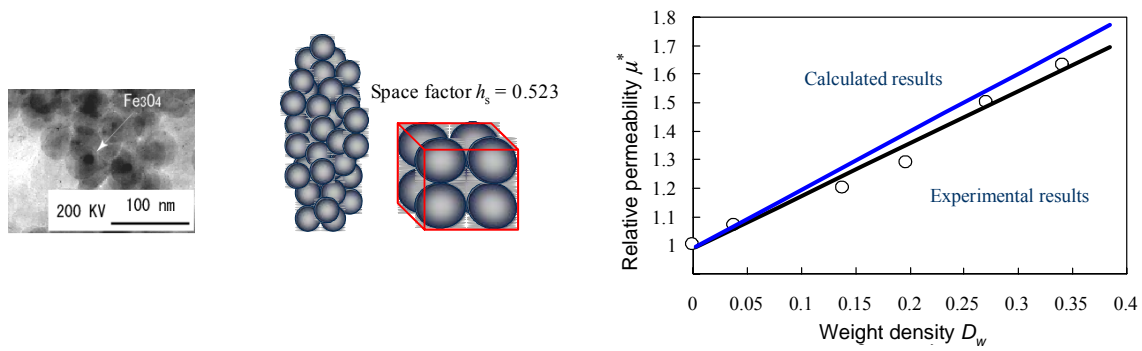 Fe3O4
200 KV
100 nm
Space factor hs = 0.523
Relative permeability μ*
1.8
1.7
1.6
1.5
1.4
1.3
1.2
1.1
1
Calculated results
Experimental results
0 0.05 0.1 0.15 0.2 0.25 0.3 0.35 0.4
Weight density Dw